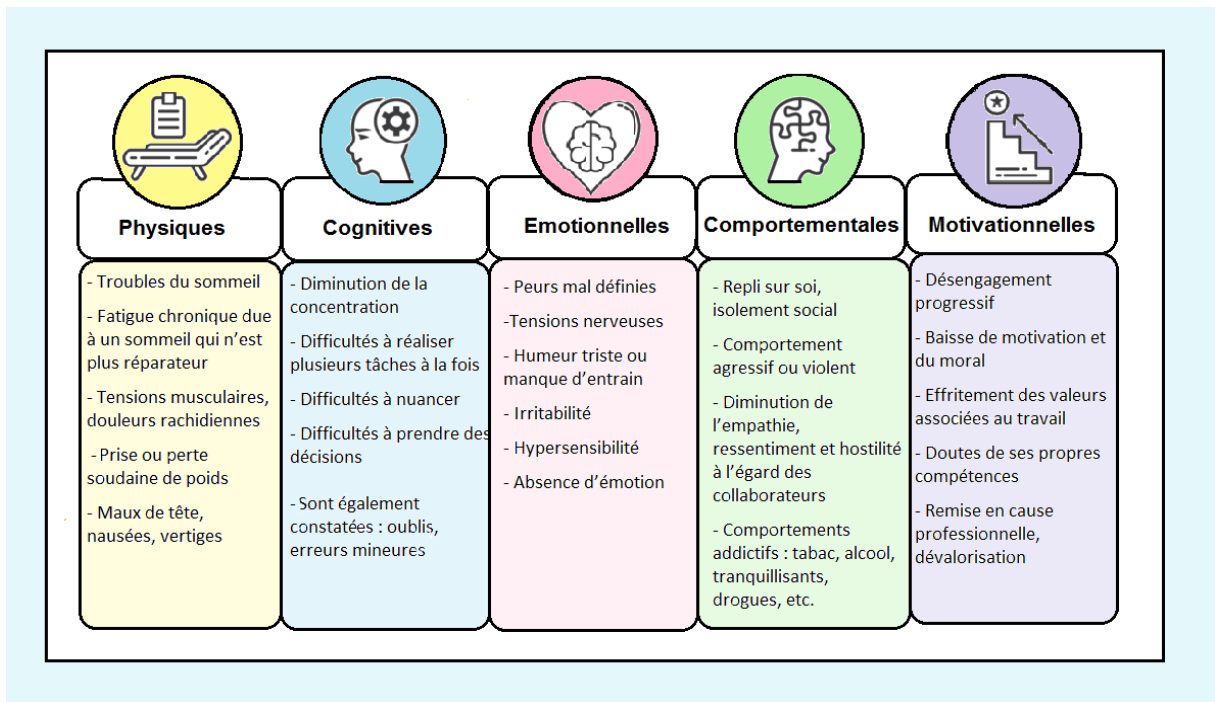 Physiques
- Troubles du sommeil
- Fatigue chronique due
à un sommeil qui n’est
plus réparateur
- Tensions musculaires,
douleurs rachidiennes
- Prise ou perte
soudaine de poids
- Maux de tête,
nausées, vertiges
Cognitives
- Diminution de la
concentration
- Difficultés à réaliser
plusieurs tâches à la fois
- Difficultés à nuancer
- Difficultés à prendre des
décisions
- Sont également
constatées : oublis,
erreurs mineures
Emotionnelles
- Peurs mal définies
-Tensions nerveuses
- Humeur triste ou
manque d’entrain
- Irritabilité
- Hypersensibilité
- Absence d’émotion
Comportementales
- Repli sur soi,
isolement social
- Comportement
agressif ou violent
- Diminution de
l’empathie,
ressentiment et hostilité
à l’égard des
collaborateurs
- Comportements
addictifs : tabac, alcool,
tranquillisants,
drogues, etc.
Motivationnelles
- Désengagement
progressif
- Baisse de motivation et
du moral
- Effritement des valeurs
associées au travail
- Doutes de ses propres
compétences
- Remise en cause
professionnelle,
dévalorisation